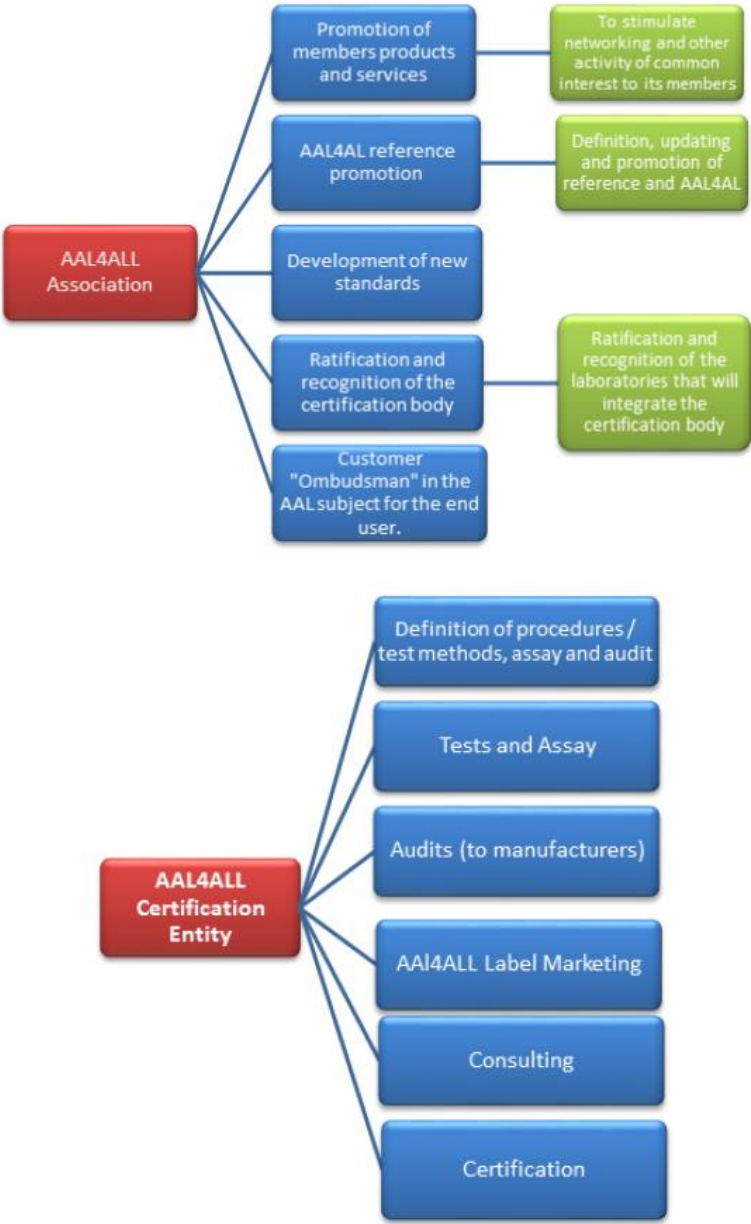 Promotion of
members products
and services
To stimulate
networking and other
activity of common
interest to its members
AAL4AL reference
promotion
Definition, updating
and promotion of
reference and AAL4AL
AAL4ALL
Association
Development of new
standards
Ratification and
recognition of the
certification body
Ratification and
recognition of the
laboratories that will
integrate the
certification body
Customer
"Ombudsman" in the
AAL subject for the end
user.
Definition of procedures /
test methods, assay and audit
Tests and Assay
Audits (to manufacturers)
AAL4ALL
Certification
Entity
AAl4ALL Label Marketing
Consulting
Certification